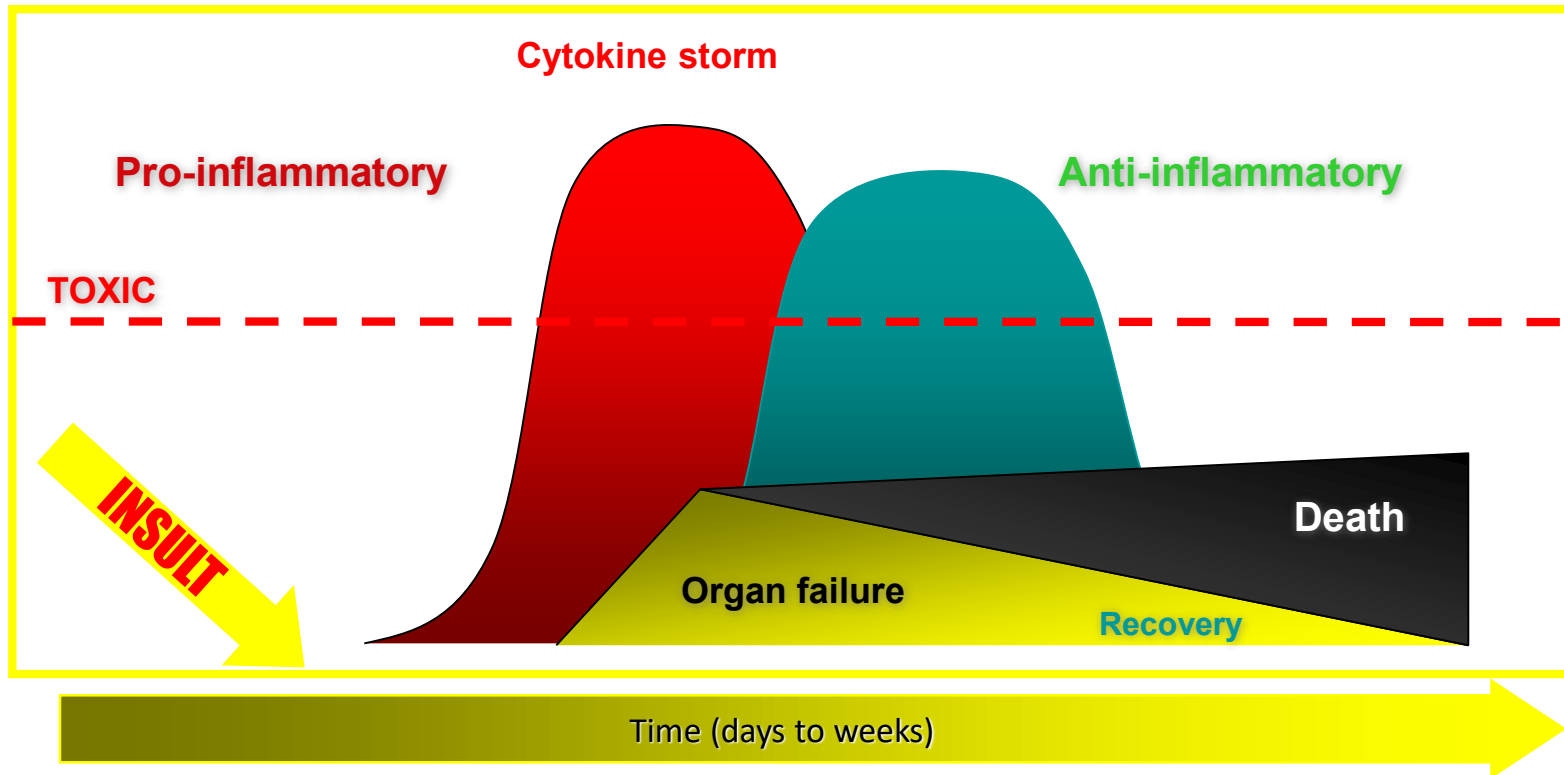 Cytokine storm
Pro-inflammatory
Anti-inflammatory
TOXIC
INSULT
Death
Organ failure
Recovery
Time (days to weeks)